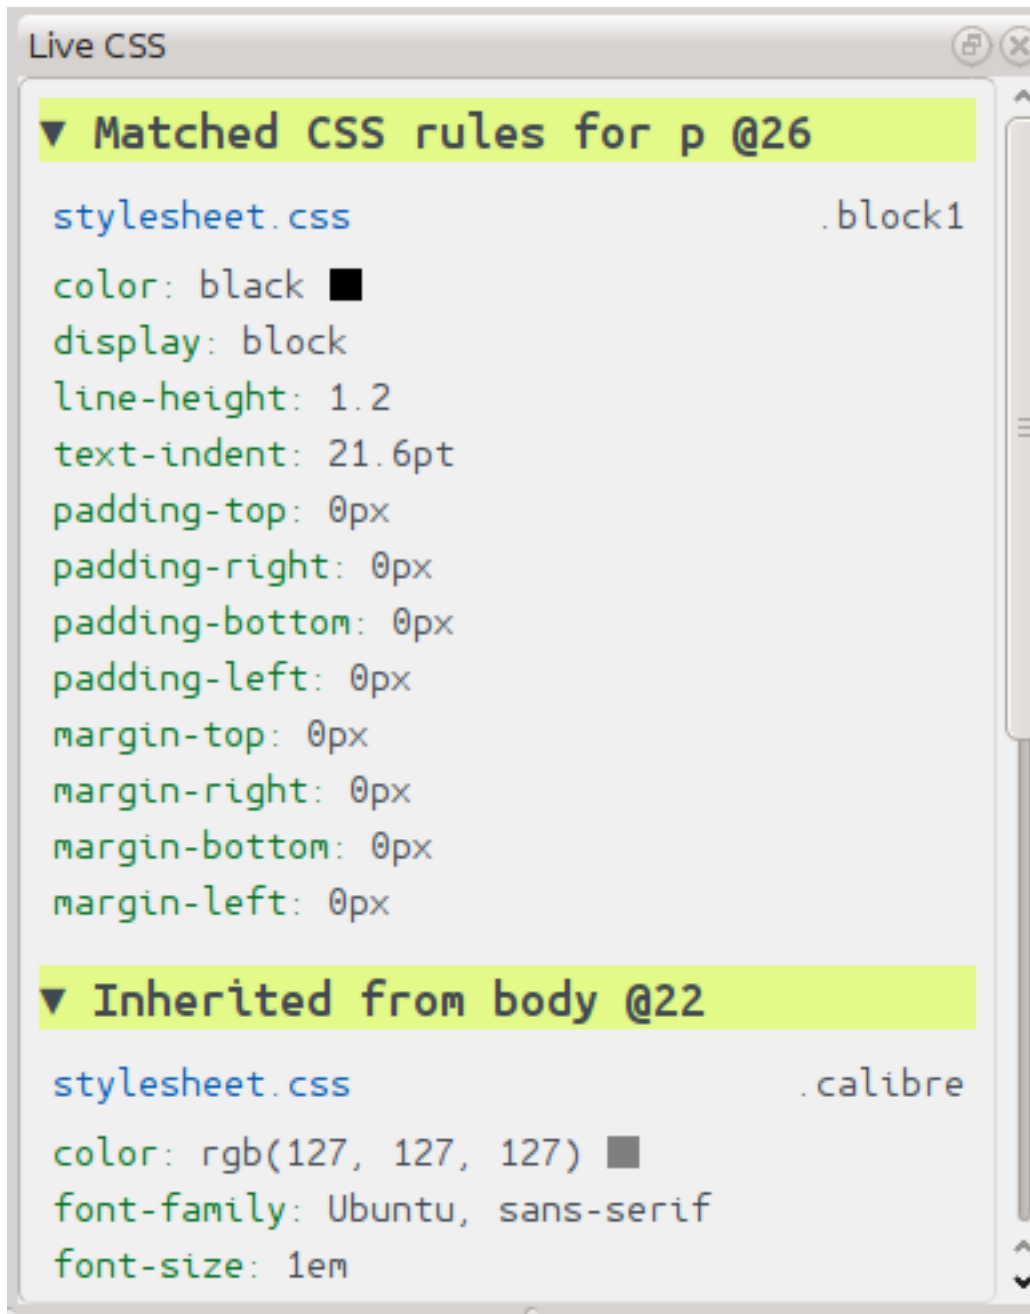 Live CSS
▼ Matched CSS rules for p @26
stylesheet.css .block1
color: black
display: block
line-height: 1.2
text-indent: 21.6pt
padding-top: 0px
padding-right: 0px
padding-bottom: 0px
padding-left: 0px
margin-top: 0px
margin-right: 0px
margin-bottom: 0px
margin-left: 0px
▼ Inherited from body @22
stylesheet.css .calibre
color: rgb(127, 127, 127)
font-family: Ubuntu, sans-serif
font-size: 1em